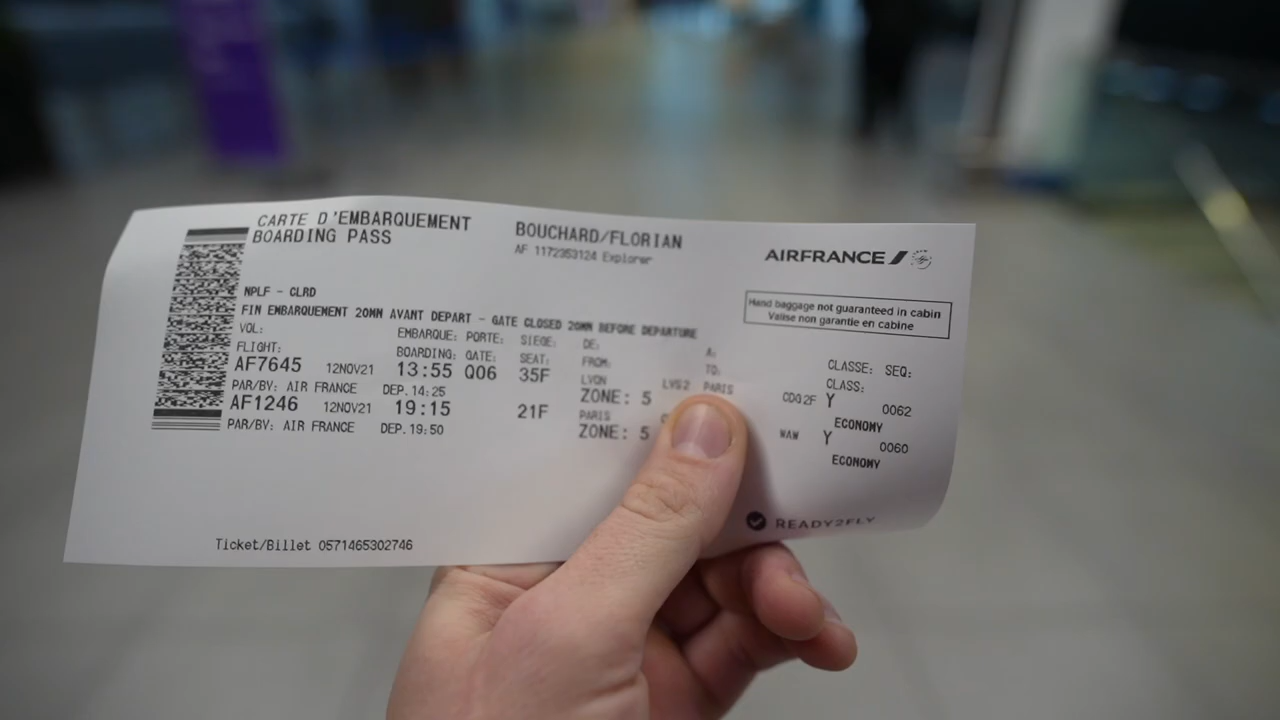 CARTE D'EMBARQUEMENT
BOARDING PASS
BOUCHARD/FLORIAN
AF 1172353124 Explorer
AIRFRANCE
Hand baggage not guaranteed in cabin
Valise non garantie en cabine
NPLF - CLRD
FIN EMBARQUEMENT 20MN AVANT DEPART - GATE CLOSED 20MN BEFORE DEPARTURE
VOL: EMBARQUE: PORTE: SIEGE: DE: A: CLASSE: SEQ:
FLIGHT: BOARDING: GATE: SEAT: FROM: TO: CLASS:
AF7645 12NOV21 13:55 Q06 35F LYON LYS2 PARIS CDG2F Y 0062
PAR/BY: AIR FRANCE DEP.14:25 ZONE: 5 ECONOMY
AF1246 12NOV21 19:15 21F PARIS WAW Y 0060
PAR/BY: AIR FRANCE DEP.19:50 ZONE: 5 ECONOMY
READY2FLY
Ticket/Billet 0571465302746